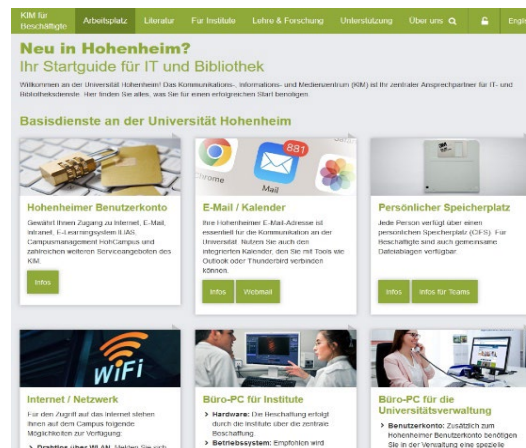 KIM für
Beschäftigte
Arbeitsplatz
Literatur
Für Institute
Lehre & Forschung
Unterstützung
Über uns
Englis
Neu in Hohenheim?
Ihr Startguide für IT und Bibliothek
Willkommen an der Universität Hohenheim! Das Kommunikations-, Informations- und Medienzentrum (KIM) ist Ihr zentraler Ansprechpartner für IT- und
Bibliotheksdienste. Hier finden Sie alles, was Sie für einen erfolgreichen Start benötigen.
Basisdienste an der Universität Hohenheim
Hohenheimer Benutzerkonto
Gewährt Ihnen Zugang zu Internet, E-Mail,
Intranet, E-Learningsystem ILIAS,
Campusmanagement HohCampus und
zahlreichen weiteren Serviceangeboten des
KIM.
Infos
Chrome
Mail
881
E-Mail / Kalender
Ihre Hohenheimer E-Mail-Adresse ist
essentiell für die Kommunikation an der
Universität. Nutzen Sie auch den
integrierten Kalender, den Sie mit Tools wie
Outlook oder Thunderbird verbinden
können.
Infos
Webmail
Persönlicher Speicherplatz
Jede Person verfügt über einen
persönlichen Speicherplatz (OFS). Für
Beschäftigte sind auch gemeinsame
Dateiablagen verfügbar.
Infos
Infos für Teams
WiFi
Internet / Netzwerk
Für den Zugriff auf das Internet stehen
Ihnen auf dem Campus folgende
Möglichkeiten zur Verfügung:
> Drahtlos über WLAN: Melden Sie sich
Büro-PC für Institute
> Hardware: Die Beschaffung erfolgt
durch die Institute über die zentrale
Beschaffung.
> Betriebssystem: Empfohlen wird
Büro-PC für die
Universitätsverwaltung
> Benutzerkonto: Zusätzlich zum
Hohenheimer Benutzerkonto benötigen
Sie in der Verwaltung eine spezielle